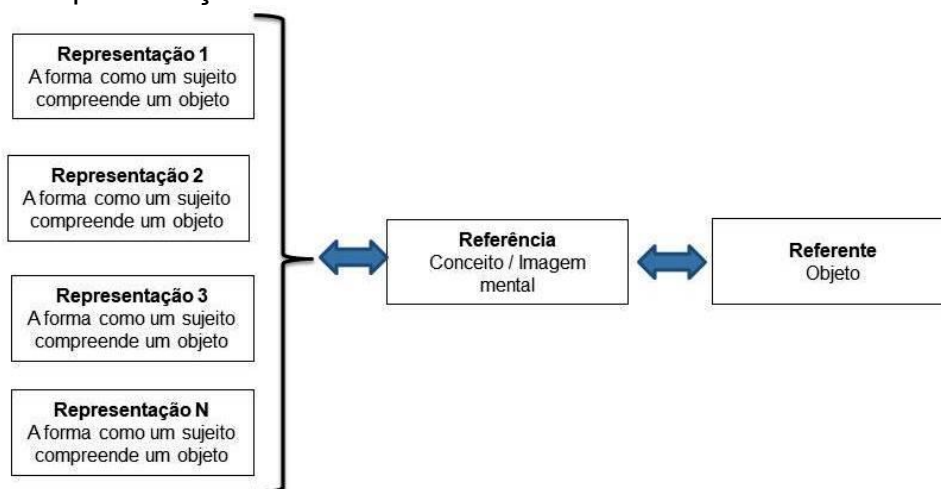 Representação 1
A forma como um sujeito
compreende um objeto
Representação 2
A forma como um sujeito
compreende um objeto
Representação 3
A forma como um sujeito
compreende um objeto
Representação N
A forma como um sujeito
compreende um objeto
Referência
Conceito / Imagem
mental
Referente
Objeto